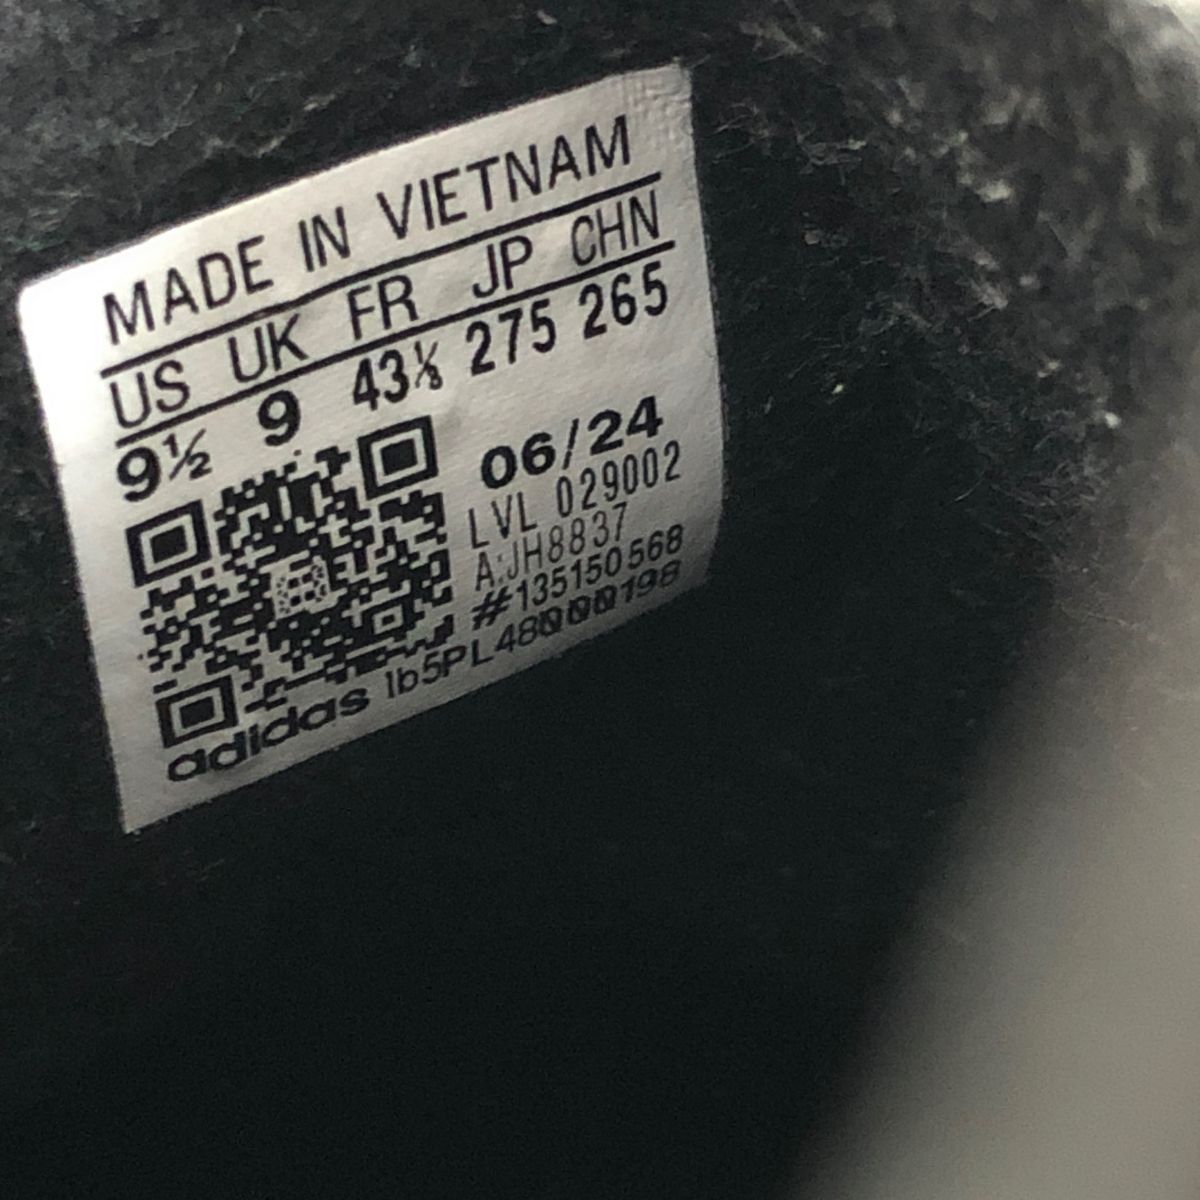 MADE IN VIETNAM
US UK FR JP CHN
9½ 9 43⅓ 275 265
06/24
LVL 029002
A:JH8837
#135150568
adidas 1b5PL48000198